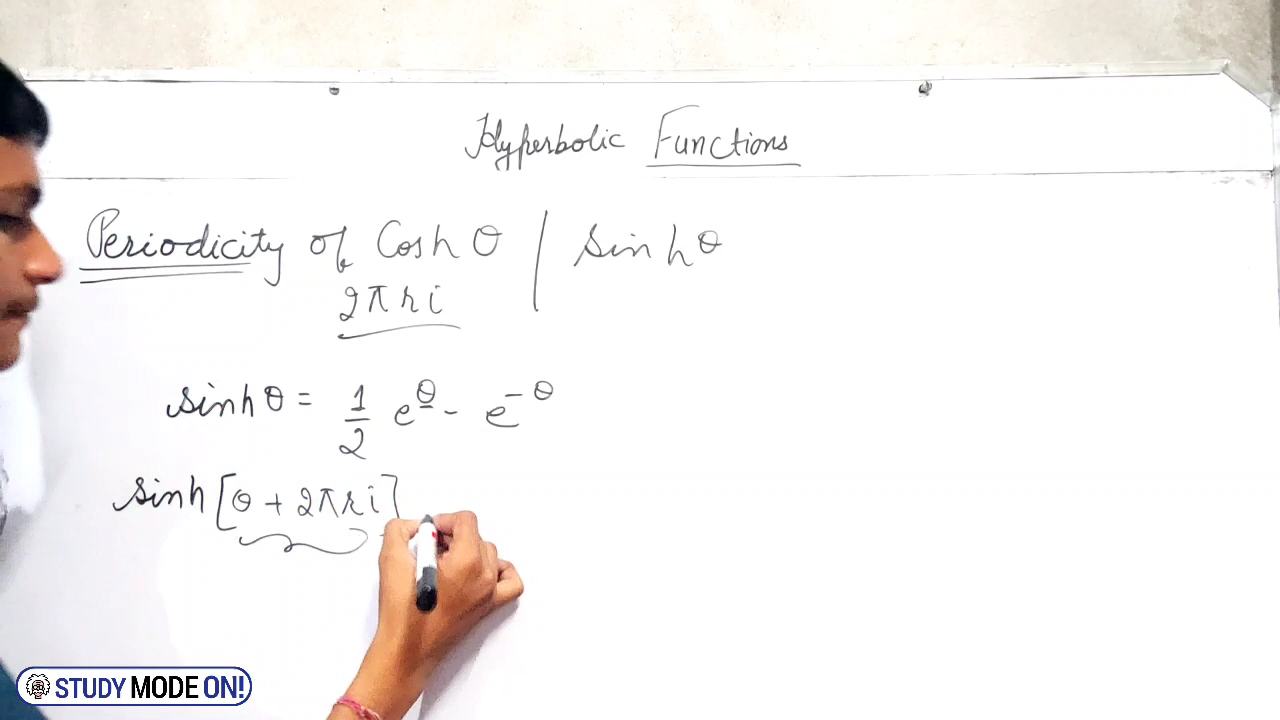 Hyperbolic Functions
Periodicity of Cosh θ | sinh θ
2πri
sinh θ = 1/2 e^θ - e^-θ
sinh [θ + 2πri]
STUDY MODE ON!